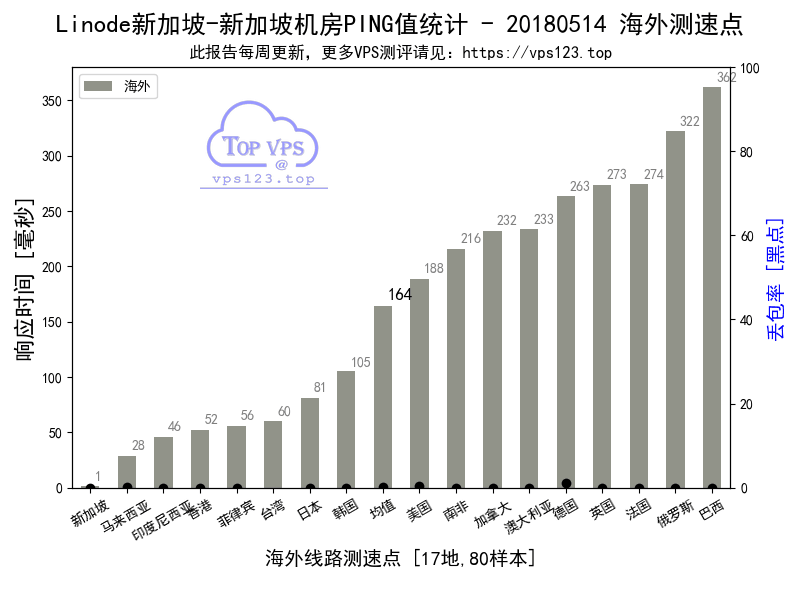 Linode新加坡-新加坡机房PING值统计 - 20180514 海外测速点
此报告每周更新，更多VPS测评请见：https://vps123.top
海外
Top VPS
@
vps123.top
响应时间 [毫秒]
350
300
250
200
150
100
50
0
1
28
46
52
56
60
81
105
164
188
216
232
233
263
273
274
322
362
100
80
60
40
20
0
丢包率 [黑点]
新加坡
马来西亚
印度尼西亚
香港
菲律宾
台湾
日本
韩国
均值
美国
南非
加拿大
澳大利亚
德国
英国
法国
俄罗斯
巴西
海外线路测速点 [17地,80样本]